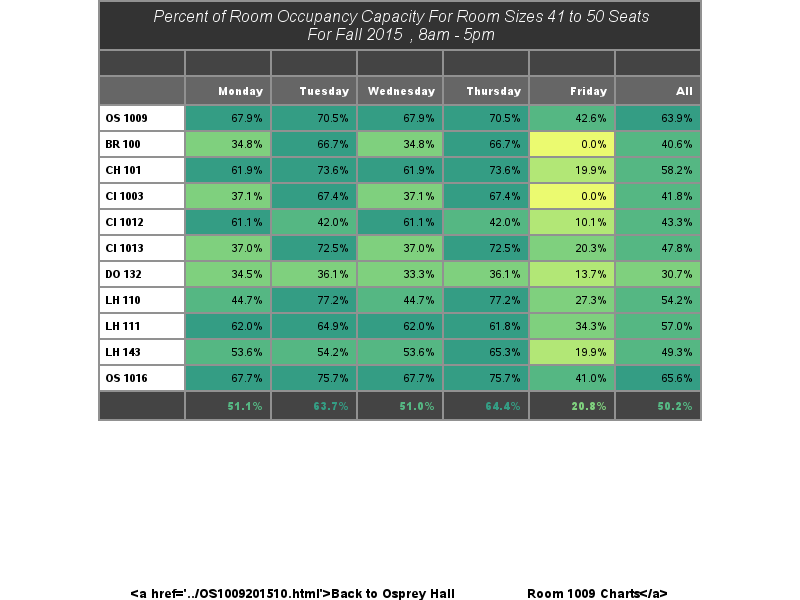 Percent of Room Occupancy Capacity For Room Sizes 41 to 50 Seats
For Fall 2015 , 8am - 5pm
Monday Tuesday Wednesday Thursday Friday All
OS 1009 67.9% 70.5% 67.9% 70.5% 42.6% 63.9%
BR 100 34.8% 66.7% 34.8% 66.7% 0.0% 40.6%
CH 101 61.9% 73.6% 61.9% 73.6% 19.9% 58.2%
CI 1003 37.1% 67.4% 37.1% 67.4% 0.0% 41.8%
CI 1012 61.1% 42.0% 61.1% 42.0% 10.1% 43.3%
CI 1013 37.0% 72.5% 37.0% 72.5% 20.3% 47.8%
DO 132 34.5% 36.1% 33.3% 36.1% 13.7% 30.7%
LH 110 44.7% 77.2% 44.7% 77.2% 27.3% 54.2%
LH 111 62.0% 64.9% 62.0% 61.8% 34.3% 57.0%
LH 143 53.6% 54.2% 53.6% 65.3% 19.9% 49.3%
OS 1016 67.7% 75.7% 67.7% 75.7% 41.0% 65.6%
51.1% 63.7% 51.0% 64.4% 20.8% 50.2%
<a href='../OS1009201510.html'>Back to Osprey Hall Room 1009 Charts</a>